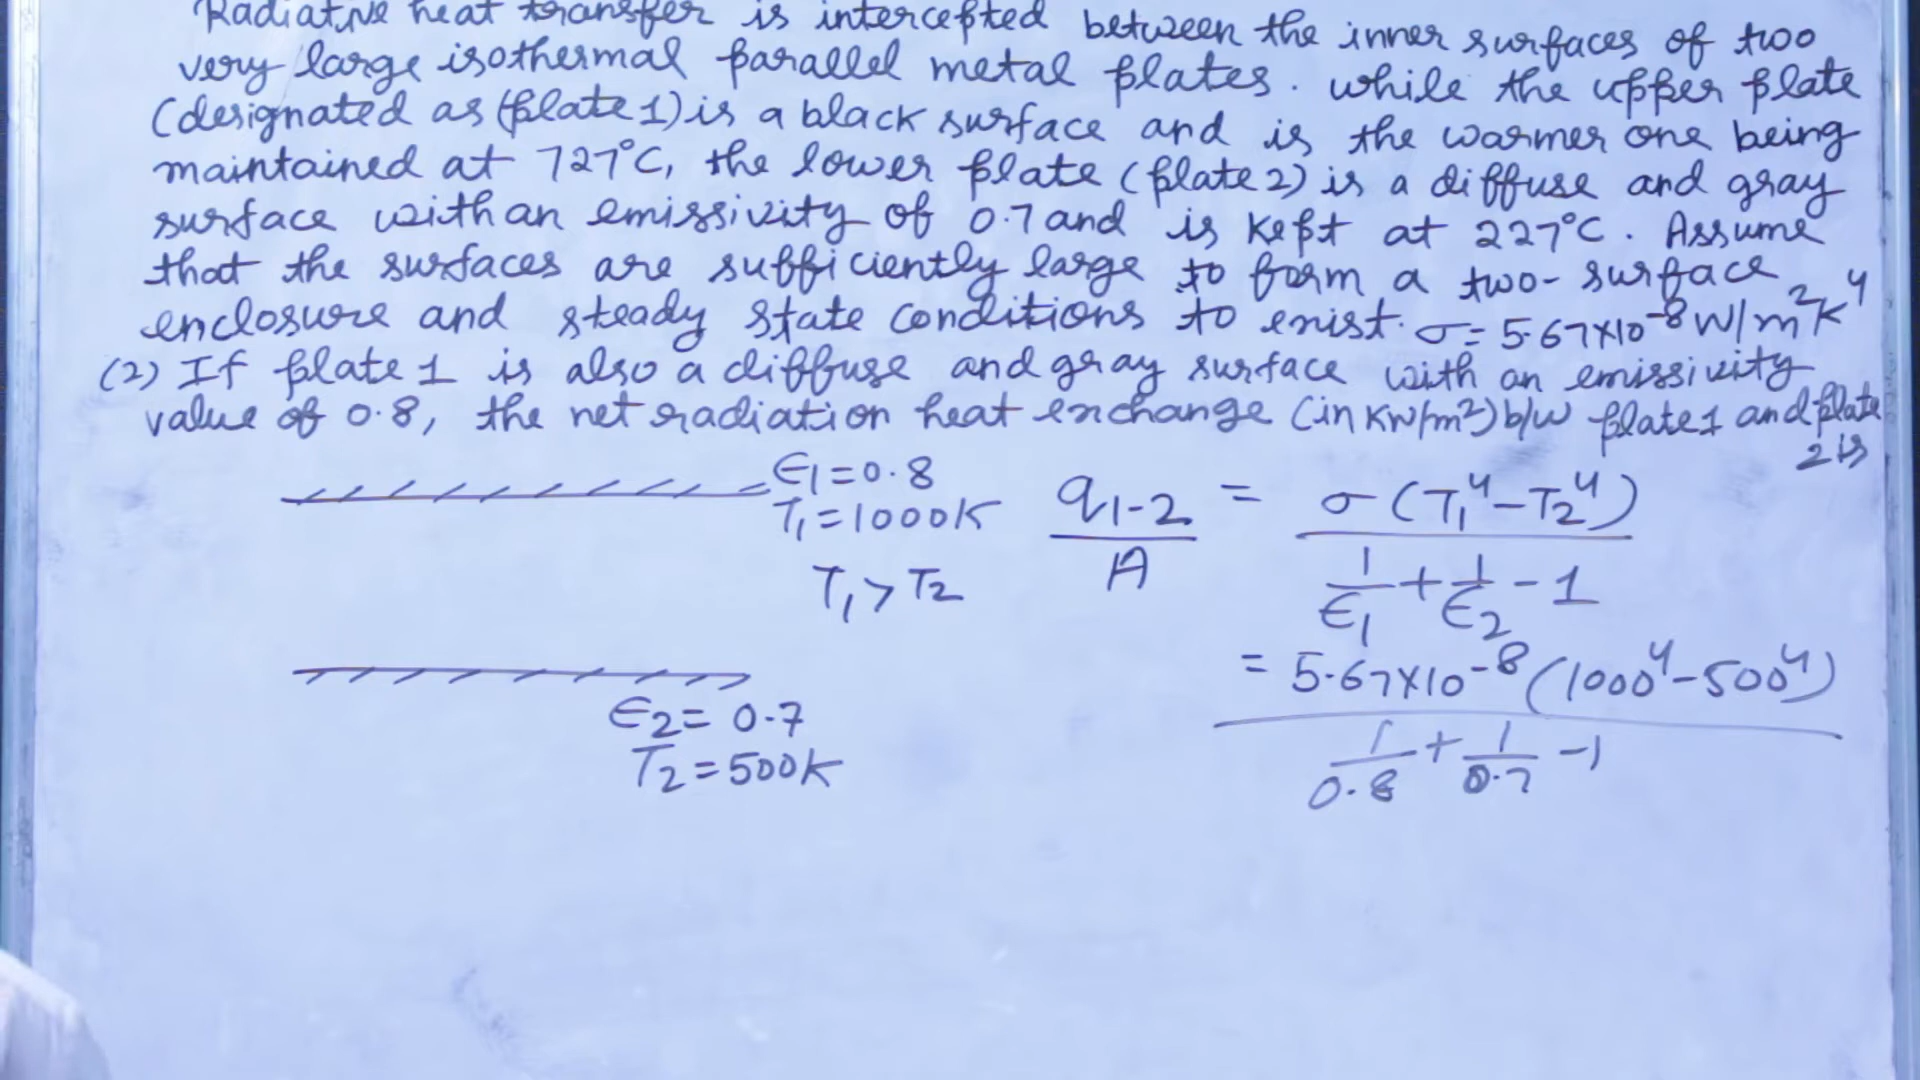 Radiative heat transfer is intercepted between the inner surfaces of two
very large isothermal parallel metal plates. while the upper plate
(designated as (plate 1) is a black surface and is the warmer one being
maintained at 727°C, the lower plate (plate 2) is a diffuse and gray
surface with an emissivity of 0.7 and is kept at 227°C. Assume
that the surfaces are sufficiently large to form a two-surface
enclosure and steady state conditions to exist. σ = 5.67×10⁻⁸ W/m²K⁴
(2) If plate 1 is also a diffuse and gray surface with an emissivity
value of 0.8, the net radiation heat exchange (in KW/m²) b/w plate 1 and plate
2 is
ϵ1 = 0.8
T1 = 1000K
T1 > T2
ϵ2 = 0.7
T2 = 500K
q1-2 / A = σ (T1⁴ - T2⁴) / (1/ϵ1 + 1/ϵ2 - 1)
= 5.67×10⁻⁸ (1000⁴ - 500⁴)
1/0.8 + 1/0.7 - 1